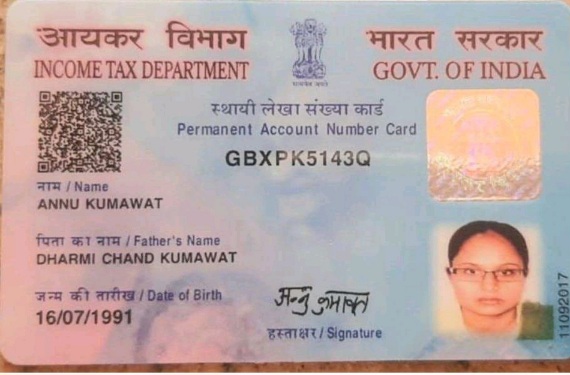 आयकर विभाग
INCOME TAX DEPARTMENT
भारत सरकार
GOVT. OF INDIA
सत्यमेव जयते
स्थायी लेखा संख्या कार्ड
Permanent Account Number Card
GBXPK5143Q
नाम / Name
ANNU KUMAWAT
पिता का नाम / Father's Name
DHARMI CHAND KUMAWAT
जन्म की तारीख / Date of Birth
16/07/1991
अन्नु कुमावत
हस्ताक्षर / Signature
11092017